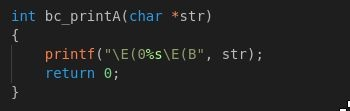 int bc_printA(char *str)
{
    printf("\E(0%s\E(B", str);
    return 0;
}